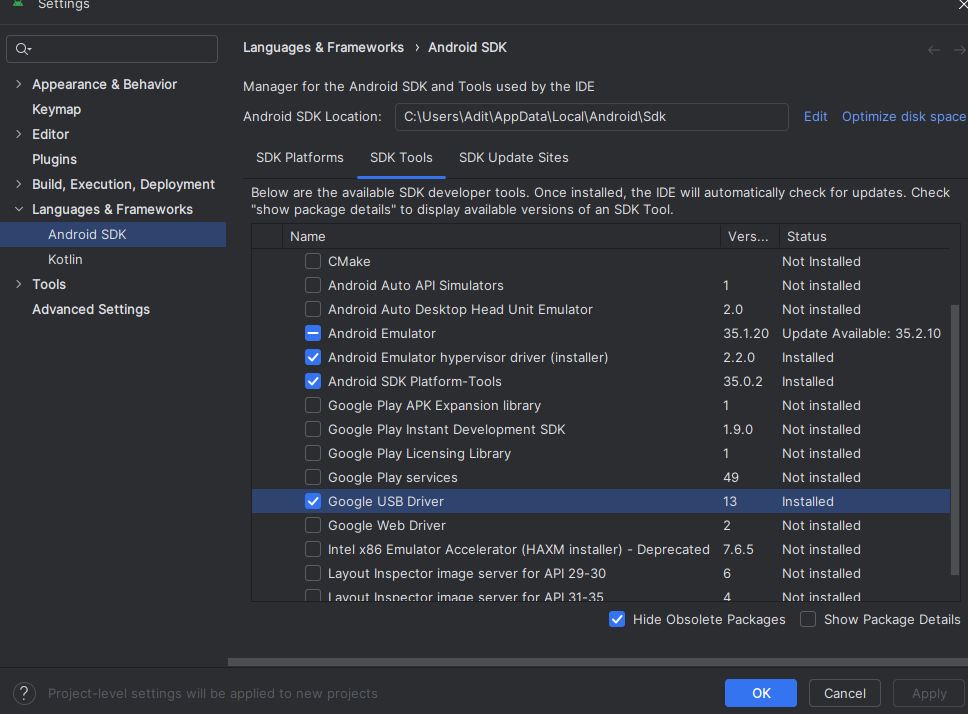 Settings
Languages & Frameworks › Android SDK
Appearance & Behavior
Keymap
Editor
Plugins
Build, Execution, Deployment
Languages & Frameworks
Android SDK
Kotlin
Tools
Advanced Settings
Manager for the Android SDK and Tools used by the IDE
Android SDK Location: C:\Users\Adit\AppData\Local\Android\Sdk Edit Optimize disk space
SDK Platforms SDK Tools SDK Update Sites
Below are the available SDK developer tools. Once installed, the IDE will automatically check for updates. Check
"show package details" to display available versions of an SDK Tool.
Name Vers... Status
CMake Not Installed
Android Auto API Simulators 1 Not installed
Android Auto Desktop Head Unit Emulator 2.0 Not installed
Android Emulator 35.1.20 Update Available: 35.2.10
Android Emulator hypervisor driver (installer) 2.2.0 Installed
Android SDK Platform-Tools 35.0.2 Installed
Google Play APK Expansion library 1 Not installed
Google Play Instant Development SDK 1.9.0 Not installed
Google Play Licensing Library 1 Not installed
Google Play services 49 Not installed
Google USB Driver 13 Installed
Google Web Driver 2 Not installed
Intel x86 Emulator Accelerator (HAXM installer) - Deprecated 7.6.5 Not installed
Layout Inspector image server for API 29-30 6 Not installed
Layout Inspector image server for API 31-35 4 Not installed
Hide Obsolete Packages Show Package Details
? Project-level settings will be applied to new projects
OK Cancel Apply